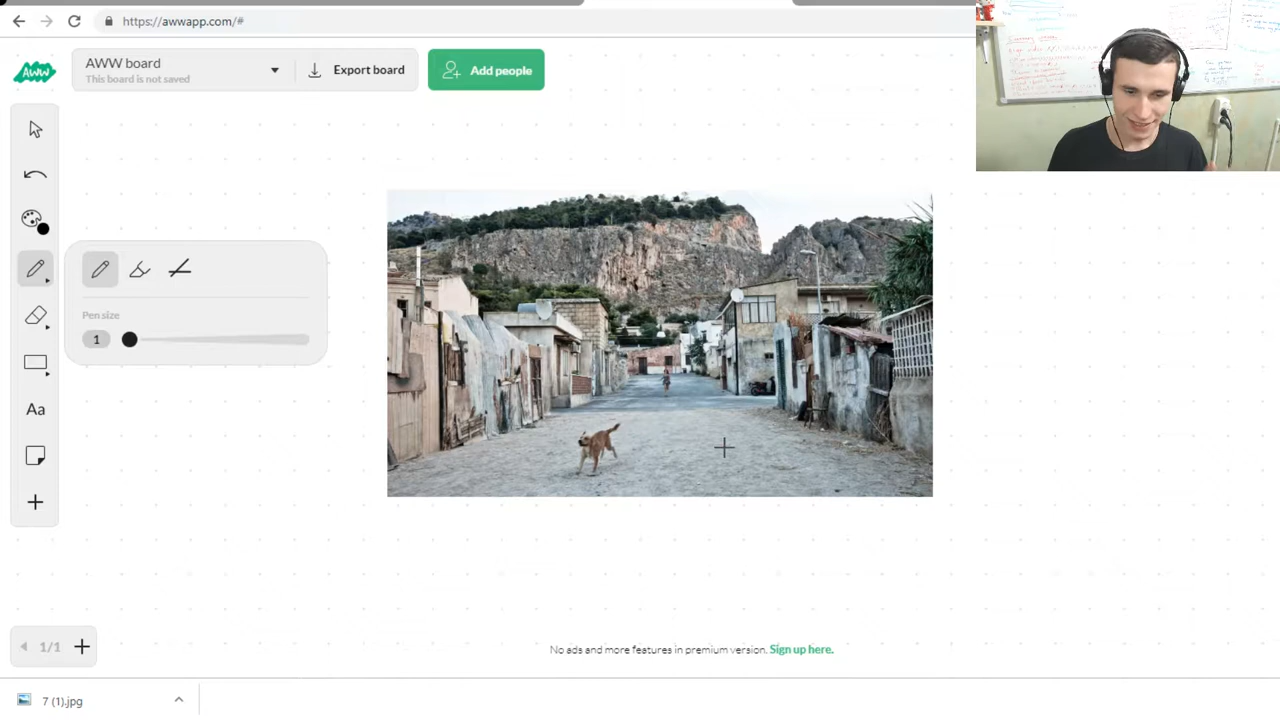 https://awwapp.com/#
AWW
AWW board
This board is not saved
Export board
Add people
Pen size
1
Aa
1/1
No ads and more features in premium version. Sign up here.
7 (1).jpg